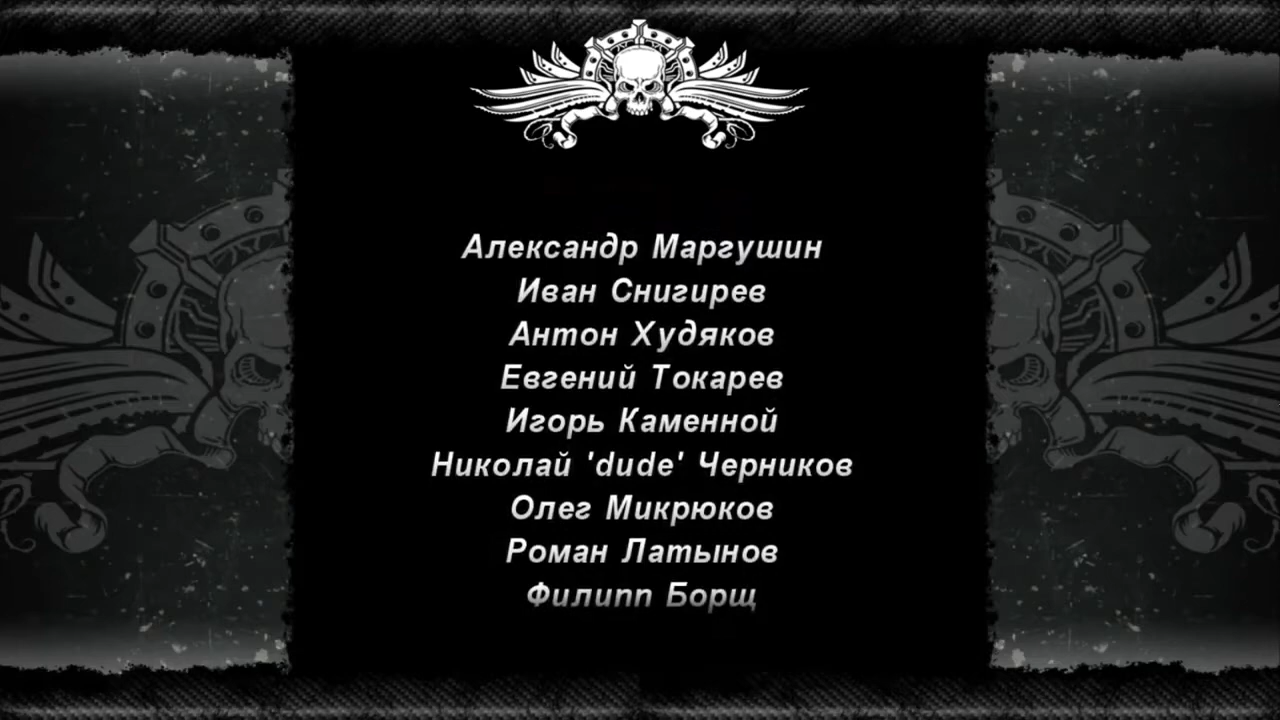 Александр Маргушин
Иван Снигирев
Антон Худяков
Евгений Токарев
Игорь Каменной
Николай 'dude' Черников
Олег Микрюков
Роман Латынов
Филипп Борщ